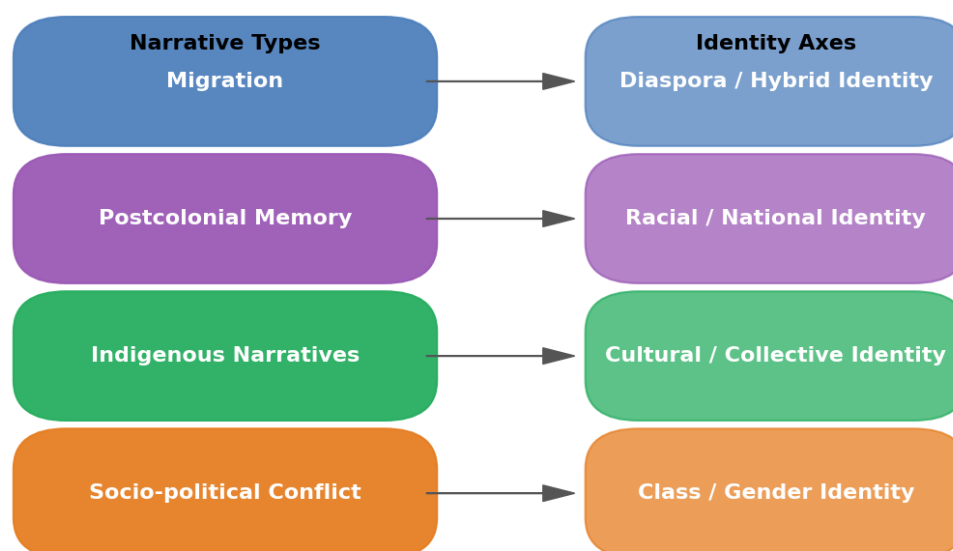 Narrative Types
Identity Axes
Migration
Diaspora / Hybrid Identity
Postcolonial Memory
Racial / National Identity
Indigenous Narratives
Cultural / Collective Identity
Socio-political Conflict
Class / Gender Identity